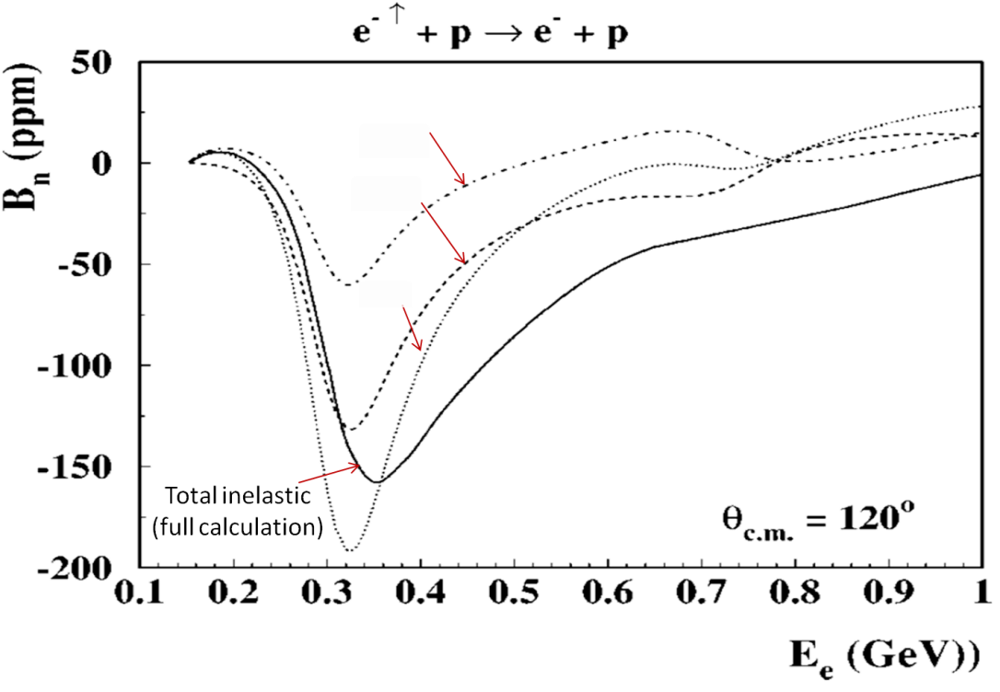 e- ↑ + p → e- + p
50
0
-50
-100
-150
-200
Bn (ppm)
Total inelastic
(full calculation)
θc.m. = 120o
0.1 0.2 0.3 0.4 0.5 0.6 0.7 0.8 0.9 1
Ee (GeV))